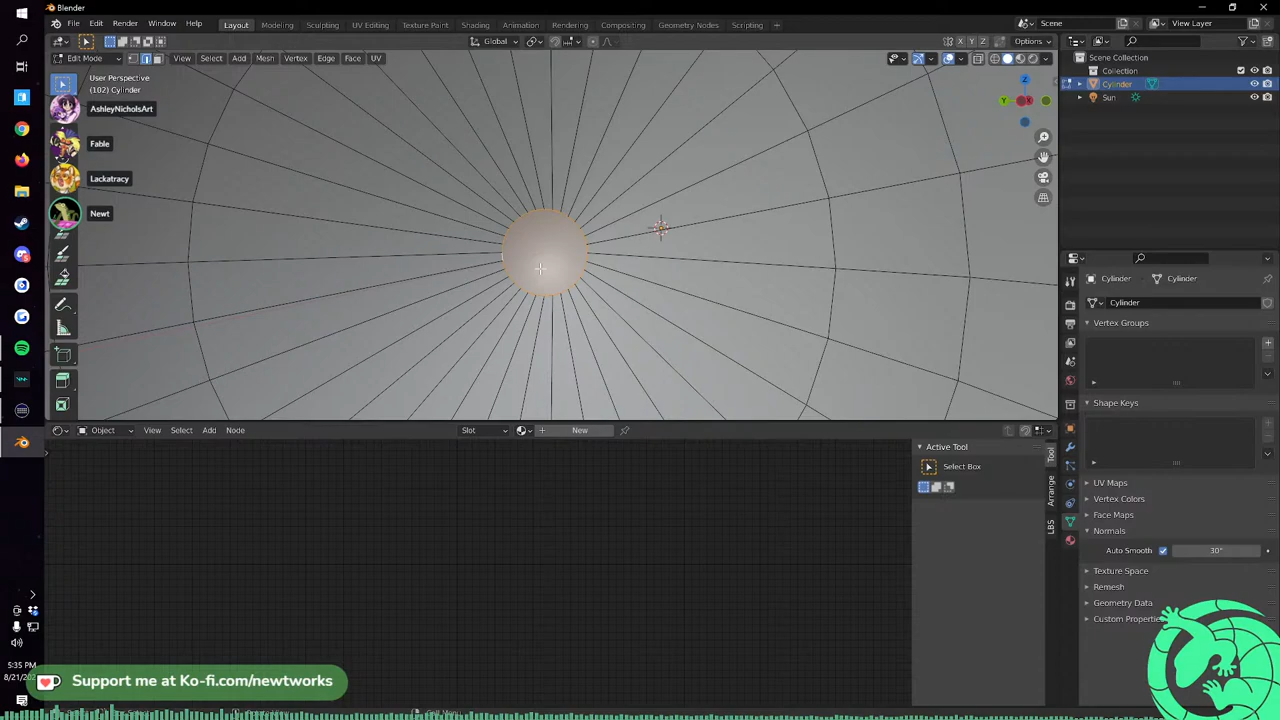 Blender
File Edit Render Window Help Layout Modeling Sculpting UV Editing Texture Paint Shading Animation Rendering Compositing Geometry Nodes Scripting + Scene View Layer
Global X Y Z Options
Edit Mode View Select Add Mesh Vertex Edge Face UV
User Perspective
(102) Cylinder
AshleyNicholsArt
Fable
Lackatracy
Newt
Z
Y X
Scene Collection
Collection
Cylinder
Sun
Cylinder Cylinder
Cylinder
Vertex Groups
Shape Keys
UV Maps
Vertex Colors
Face Maps
Normals
Auto Smooth 30°
Texture Space
Remesh
Geometry Data
Custom Propertie
Object View Select Add Node Slot New
Active Tool
Select Box
Tool
Arrange
LBS
5:35 PM
Support me at Ko-fi.com/newtworks